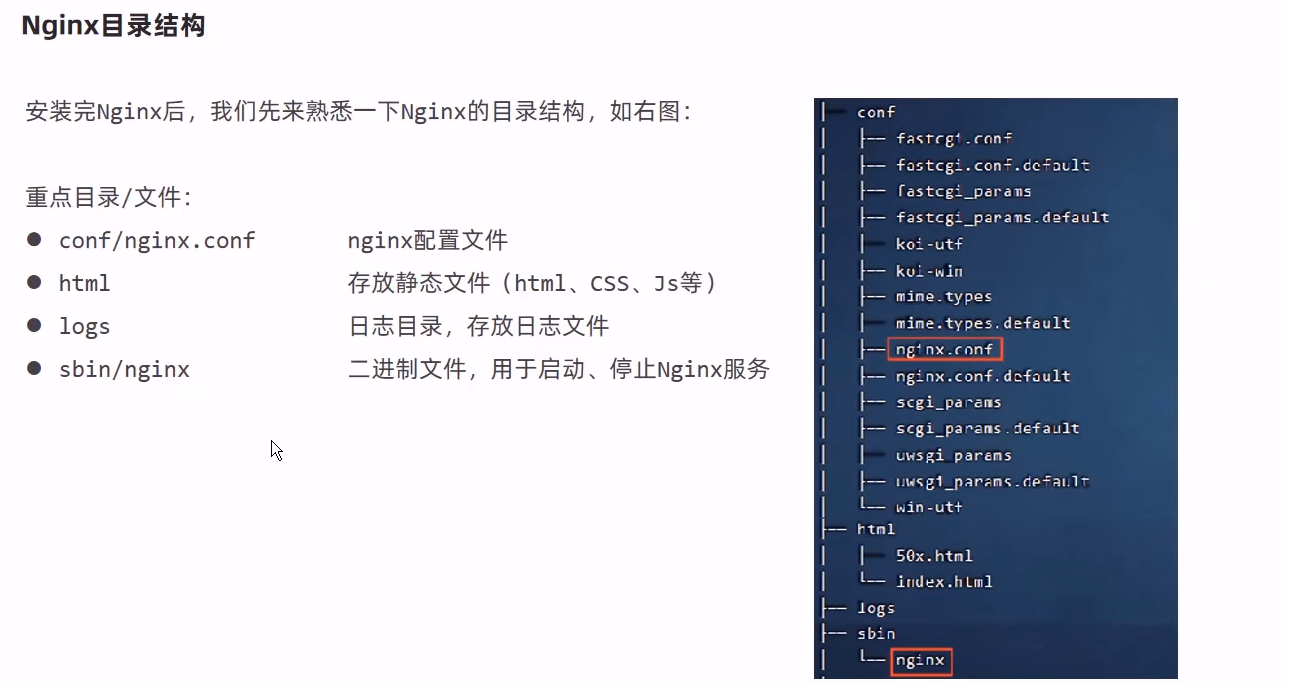 Nginx目录结构
安装完Nginx后，我们先来熟悉一下Nginx的目录结构，如右图：
重点目录/文件：
● conf/nginx.conf nginx配置文件
● html 存放静态文件（html、CSS、Js等）
● logs 日志目录，存放日志文件
● sbin/nginx 二进制文件，用于启动、停止Nginx服务
├── conf
│   ├── fastcgi.conf
│   ├── fastcgi.conf.default
│   ├── fastcgi_params
│   ├── fastcgi_params.default
│   ├── koi-utf
│   ├── koi-win
│   ├── mime.types
│   ├── mime.types.default
│   ├── nginx.conf
│   ├── nginx.conf.default
│   ├── scgi_params
│   ├── scgi_params.default
│   ├── uwsgi_params
│   ├── uwsgi_params.default
│   └── win-utf
├── html
│   ├── 50x.html
│   └── index.html
├── logs
├── sbin
│   └── nginx